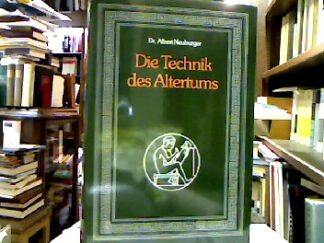 Dr. Albert Neuburger
Die Technik
des Altertums